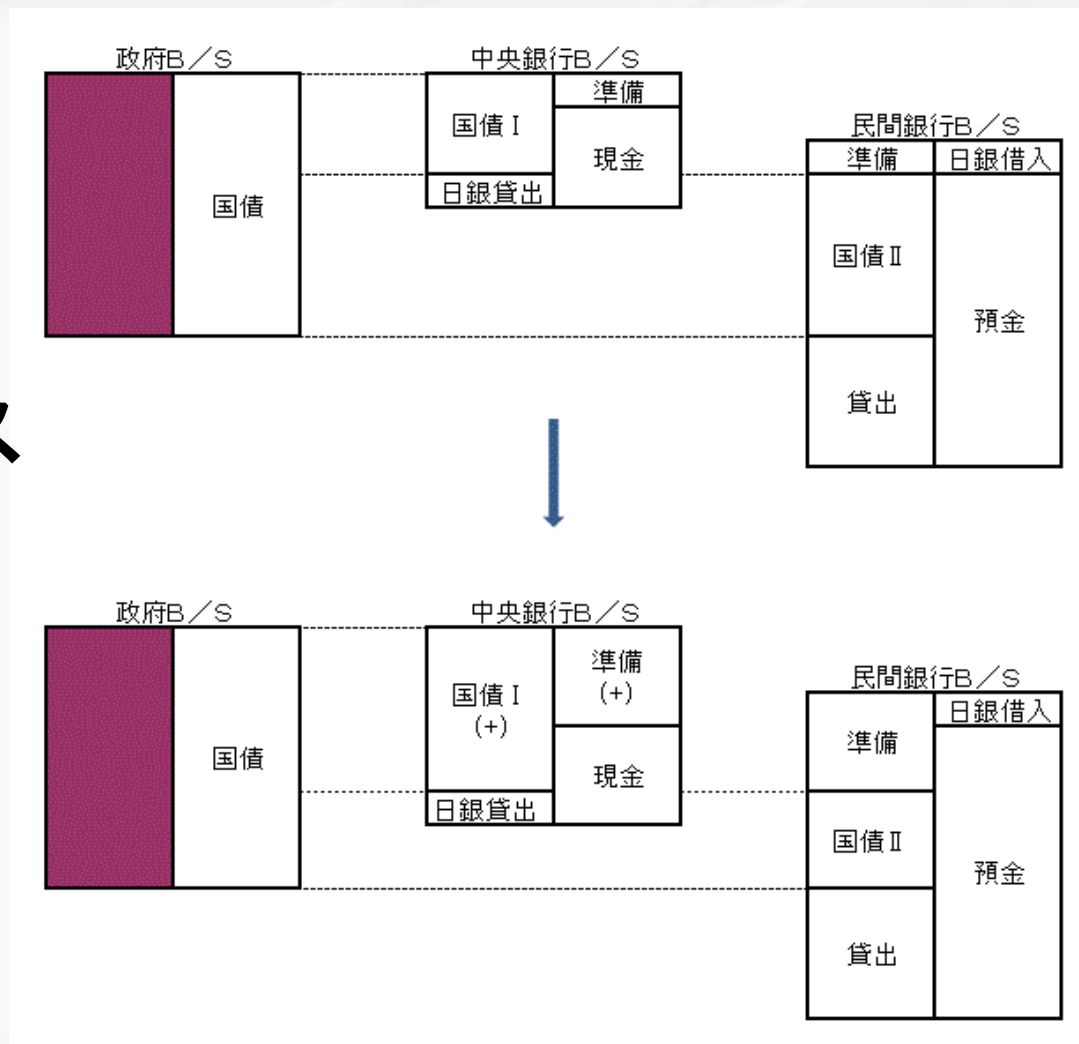 政府B／S
中央銀行B／S
民間銀行B／S
国債
国債Ⅰ
日銀貸出
準備
現金
準備
国債Ⅱ
貸出
日銀借入
預金
ス
政府B／S
中央銀行B／S
民間銀行B／S
国債
国債Ⅰ
(+)
日銀貸出
準備
(+)
現金
準備
国債Ⅱ
貸出
日銀借入
預金